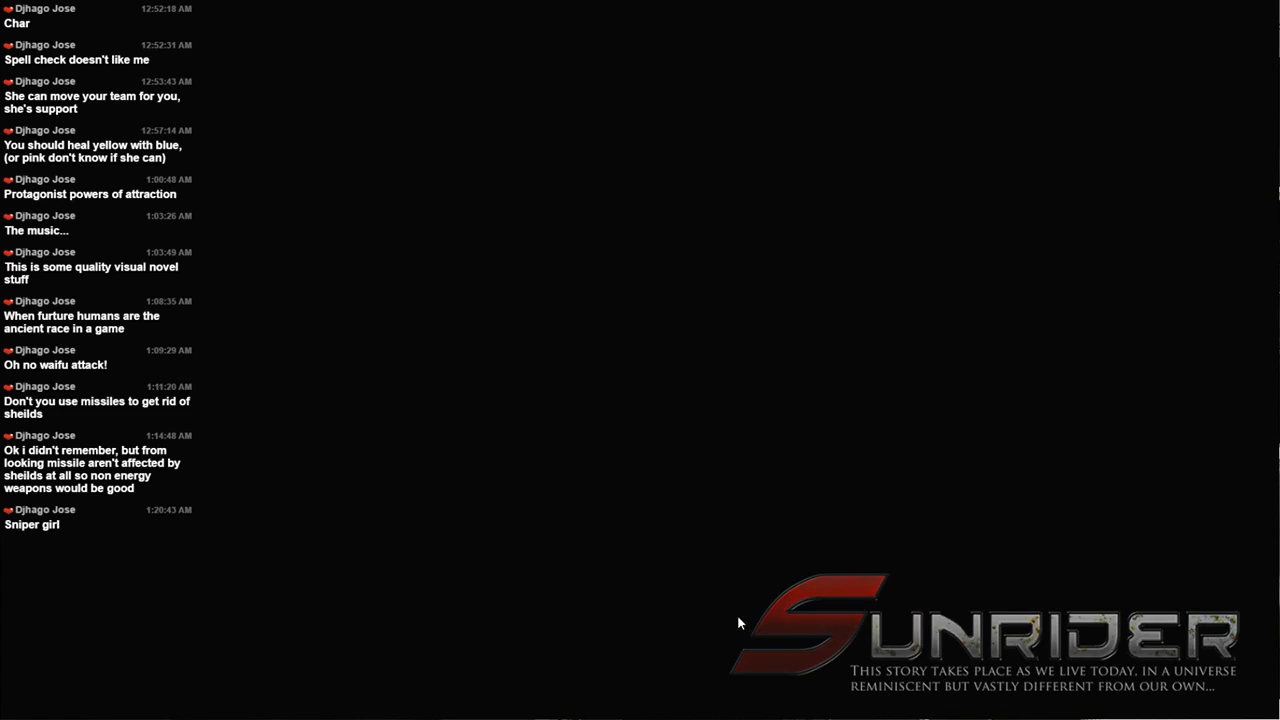 Djhago Jose 12:52:18 AM
Char
Djhago Jose 12:52:31 AM
Spell check doesn't like me
Djhago Jose 12:53:43 AM
She can move your team for you,
she's support
Djhago Jose 12:57:14 AM
You should heal yellow with blue,
(or pink don't know if she can)
Djhago Jose 1:00:48 AM
Protagonist powers of attraction
Djhago Jose 1:03:26 AM
The music...
Djhago Jose 1:03:49 AM
This is some quality visual novel
stuff
Djhago Jose 1:08:35 AM
When furture humans are the
ancient race in a game
Djhago Jose 1:09:29 AM
Oh no waifu attack!
Djhago Jose 1:11:20 AM
Don't you use missiles to get rid of
sheilds
Djhago Jose 1:14:48 AM
Ok i didn't remember, but from
looking missile aren't affected by
sheilds at all so non energy
weapons would be good
Djhago Jose 1:20:43 AM
Sniper girl
SUNRIDER
THIS STORY TAKES PLACE AS WE LIVE TODAY, IN A UNIVERSE
REMINISCENT BUT VASTLY DIFFERENT FROM OUR OWN...